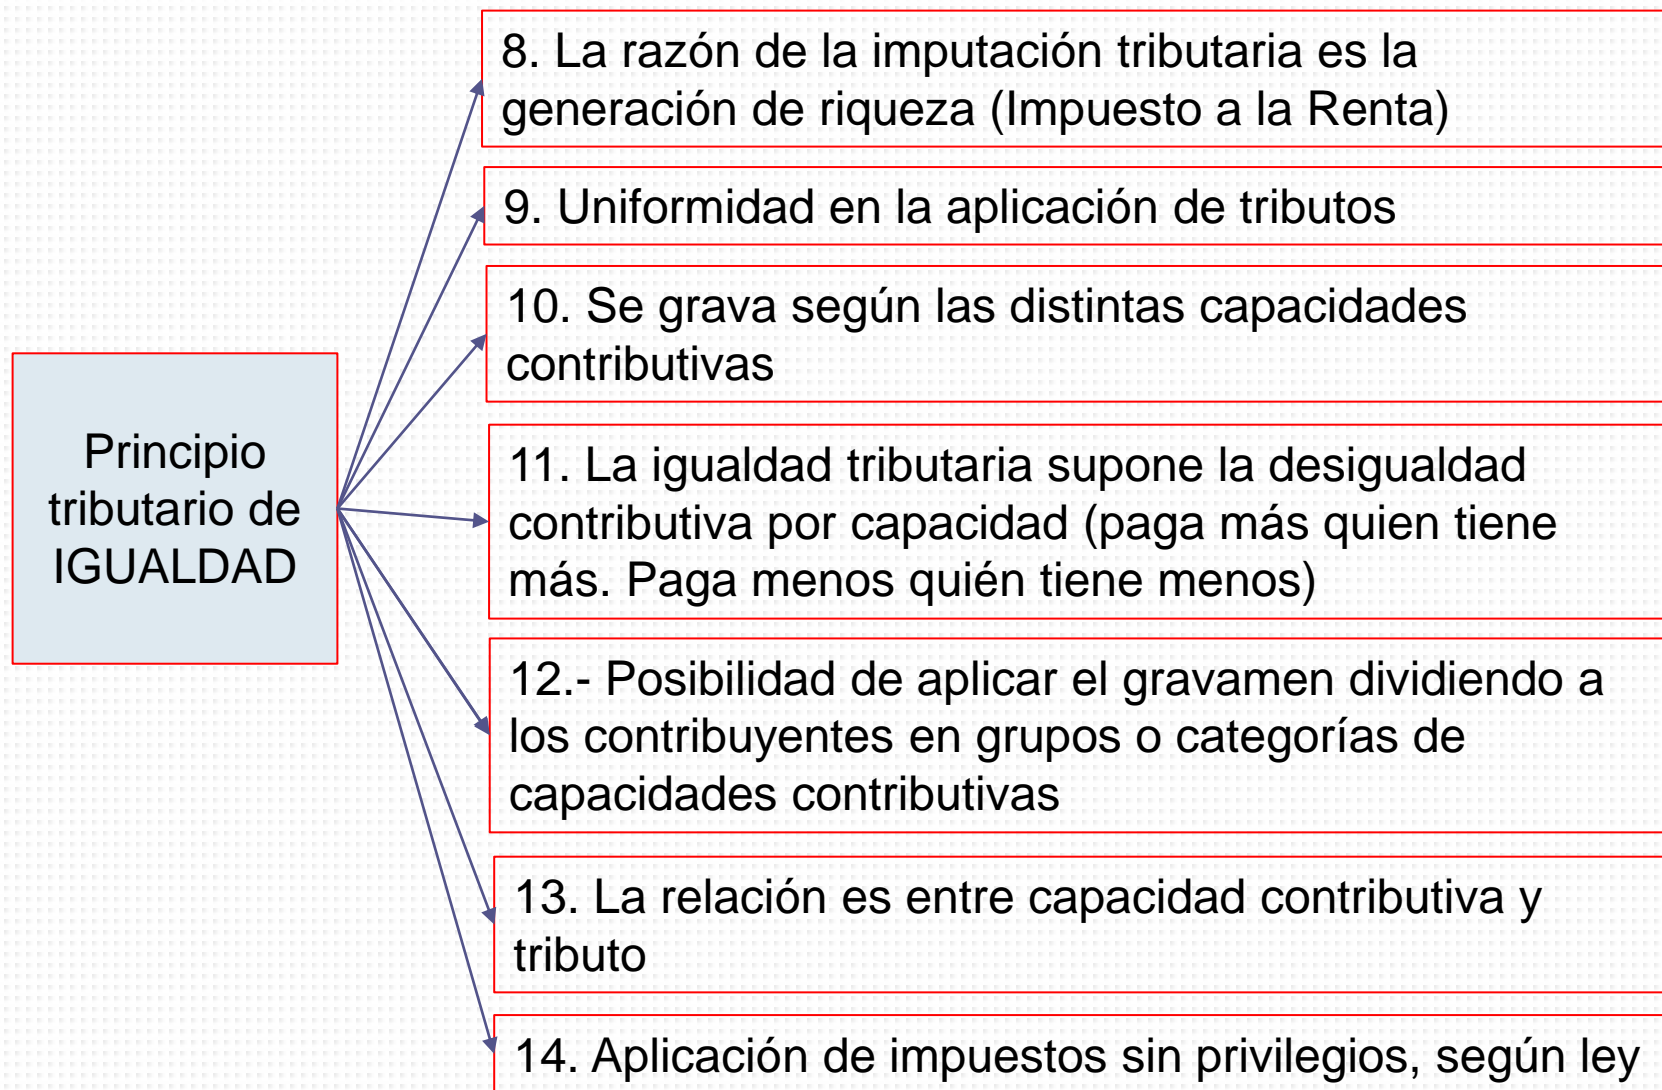 8. La razón de la imputación tributaria es la
generación de riqueza (Impuesto a la Renta)
9. Uniformidad en la aplicación de tributos
10. Se grava según las distintas capacidades
contributivas
Principio
tributario de
IGUALDAD
11. La igualdad tributaria supone la desigualdad
contributiva por capacidad (paga más quien tiene
más. Paga menos quién tiene menos)
12.- Posibilidad de aplicar el gravamen dividiendo a
los contribuyentes en grupos o categorías de
capacidades contributivas
13. La relación es entre capacidad contributiva y
tributo
14. Aplicación de impuestos sin privilegios, según ley